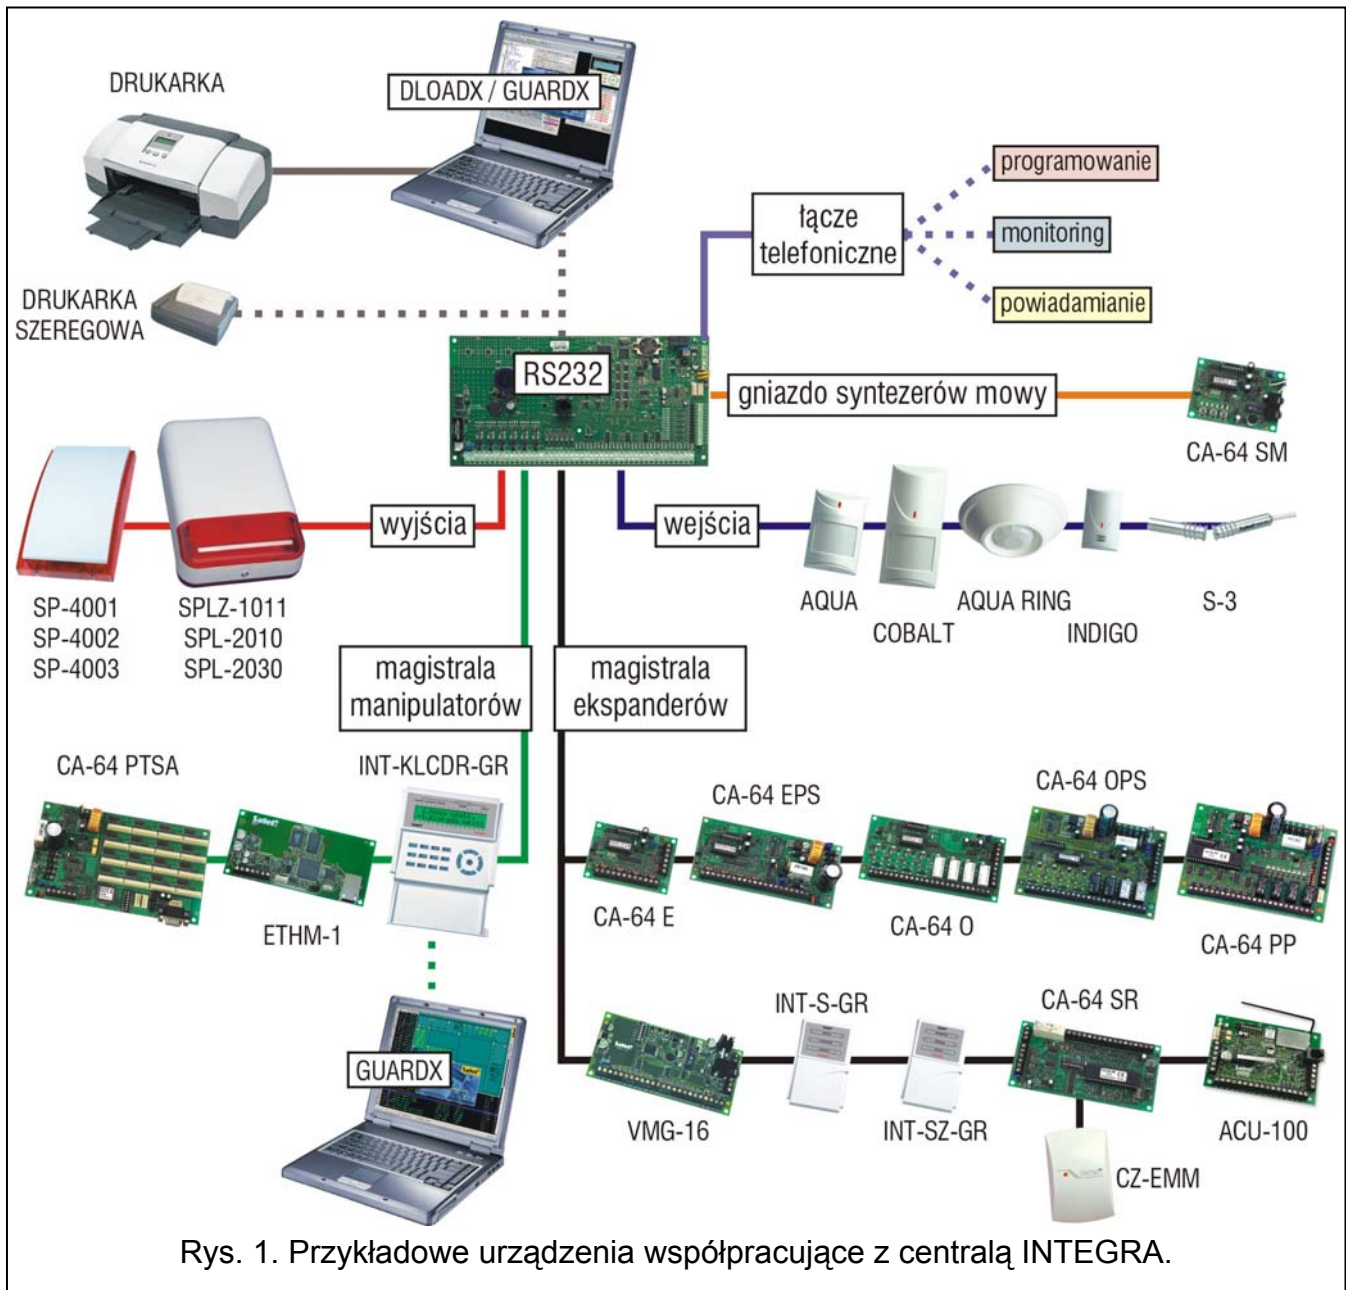 DRUKARKA
DLOADX / GUARDX
programowanie
łącze
telefoniczne
monitoring
powiadamianie
DRUKARKA
SZEREGOWA
RS232
gniazdo syntezerów mowy
CA-64 SM
wyjścia
wejścia
SP-4001
SP-4002
SP-4003
SPLZ-1011
SPL-2010
SPL-2030
AQUA
COBALT
AQUA RING
INDIGO
S-3
magistrala
manipulatorów
magistrala
ekspanderów
CA-64 PTSA
INT-KLCDR-GR
ETHM-1
CA-64 EPS
CA-64 OPS
CA-64 E
CA-64 O
CA-64 PP
GUARDX
INT-S-GR
CA-64 SR
VMG-16
INT-SZ-GR
ACU-100
CZ-EMM
Rys. 1. Przykładowe urządzenia współpracujące z centralą INTEGRA.